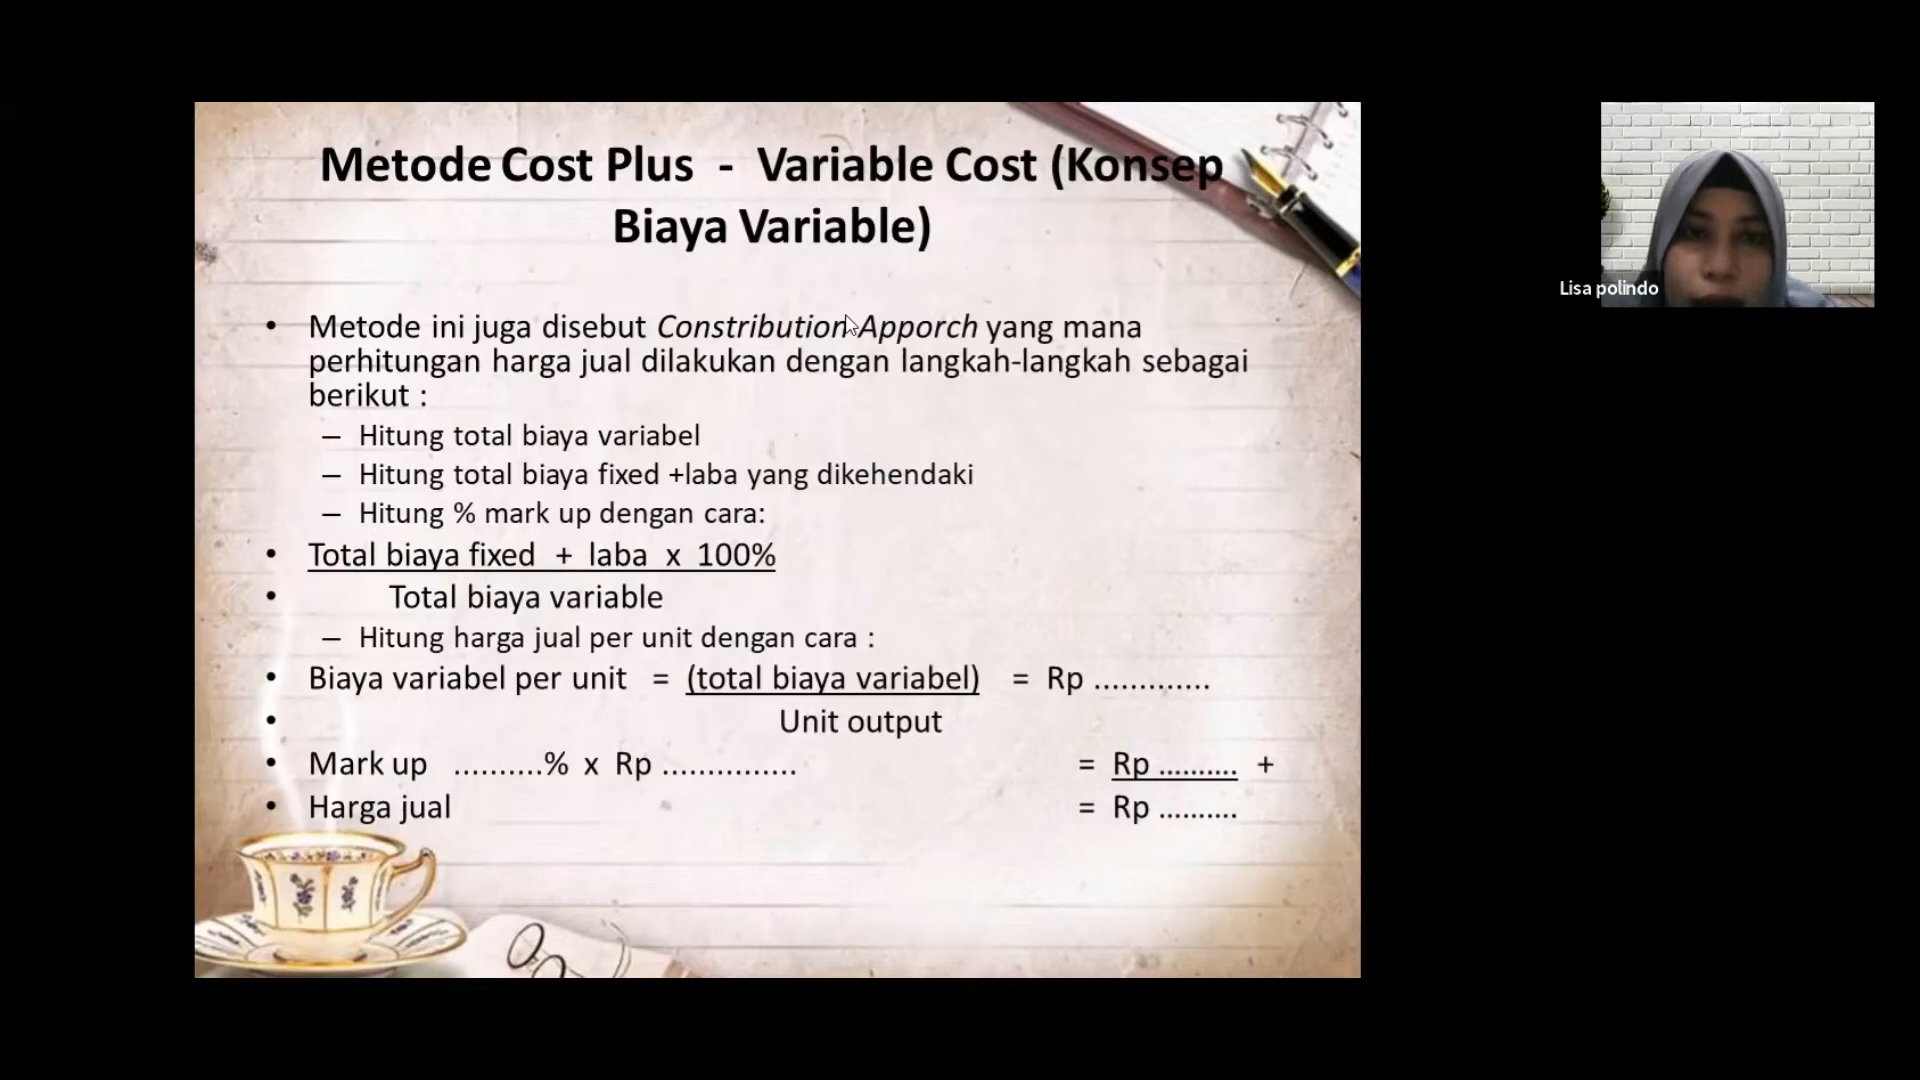 Metode Cost Plus - Variable Cost (Konsep
Biaya Variable)
Lisa polindo
• Metode ini juga disebut Constribution Apporch yang mana
perhitungan harga jual dilakukan dengan langkah-langkah sebagai
berikut :
– Hitung total biaya variabel
– Hitung total biaya fixed +laba yang dikehendaki
– Hitung % mark up dengan cara:
• Total biaya fixed + laba x 100%
• Total biaya variable
– Hitung harga jual per unit dengan cara :
• Biaya variabel per unit = (total biaya variabel) = Rp .............
• Unit output
• Mark up ..........% x Rp ............... = Rp .......... +
• Harga jual = Rp ..........